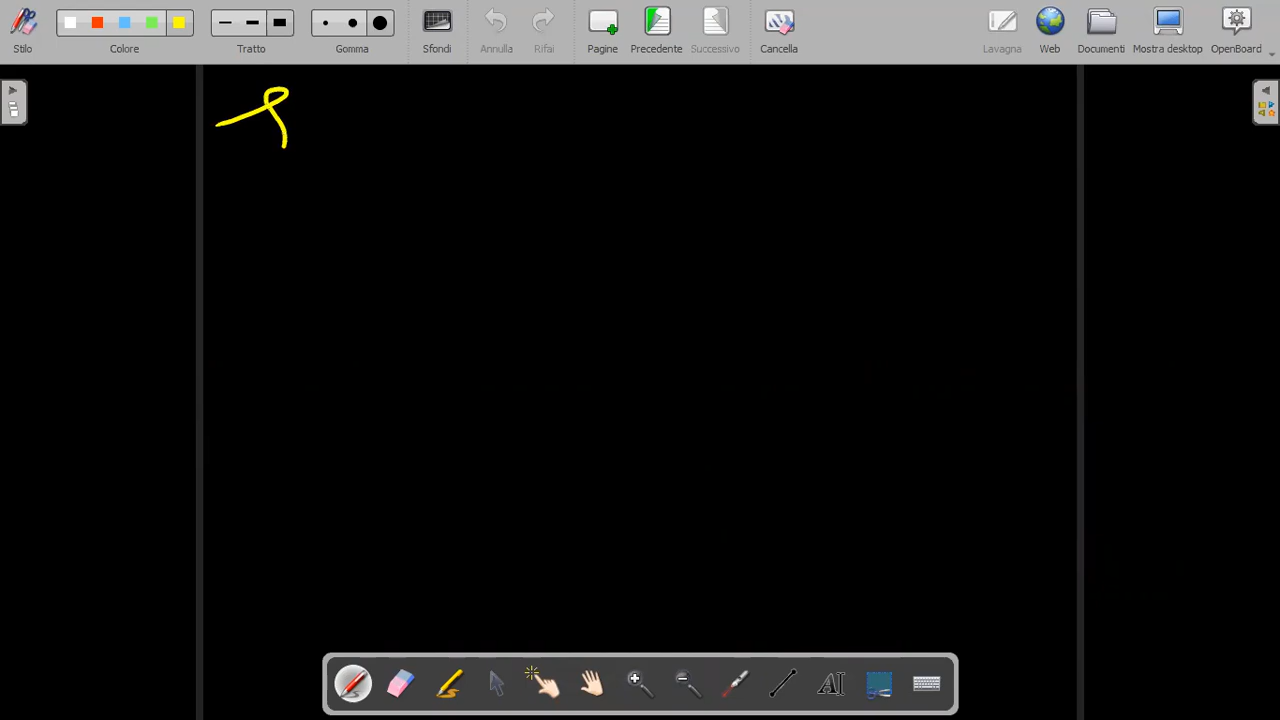 Stilo Colore Tratto Gomma Sfondi Annulla Rifai Pagine Precedente Successivo Cancella Lavagna Web Documenti Mostra desktop OpenBoard